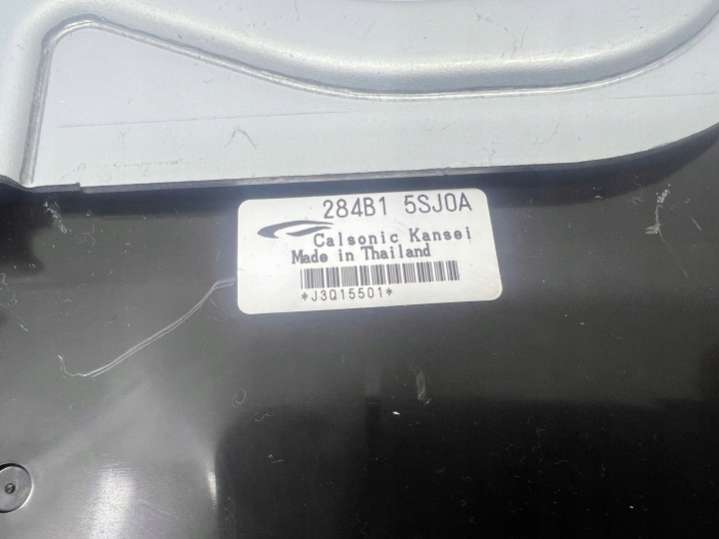 284B1 5SJ0A
Calsonic Kansei
Made in Thailand
*J3Q15501*